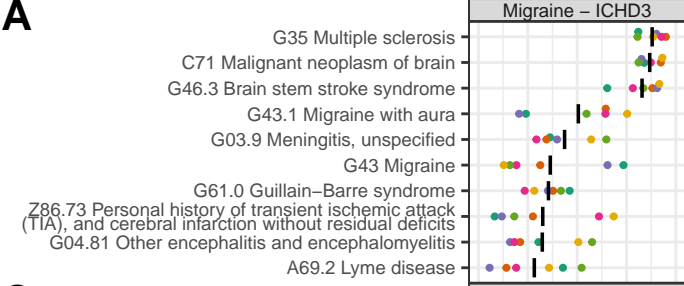 A
Migraine – ICHD3
G35 Multiple sclerosis
C71 Malignant neoplasm of brain
G46.3 Brain stem stroke syndrome
G43.1 Migraine with aura
G03.9 Meningitis, unspecified
G43 Migraine
G61.0 Guillain−Barre syndrome
Z86.73 Personal history of transient ischemic attack
(TIA), and cerebral infarction without residual deficits
G04.81 Other encephalitis and encephalomyelitis
A69.2 Lyme disease